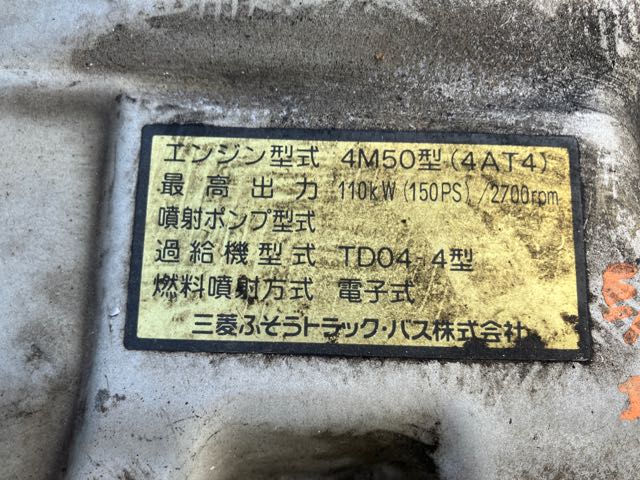 エンジン型式 4M50型(4AT4)
最高出力 110kW(150PS)/2700rpm
噴射ポンプ型式
過給機型式 TD04-4型
燃料噴射方式 電子式
三菱ふそうトラック・バス株式会社